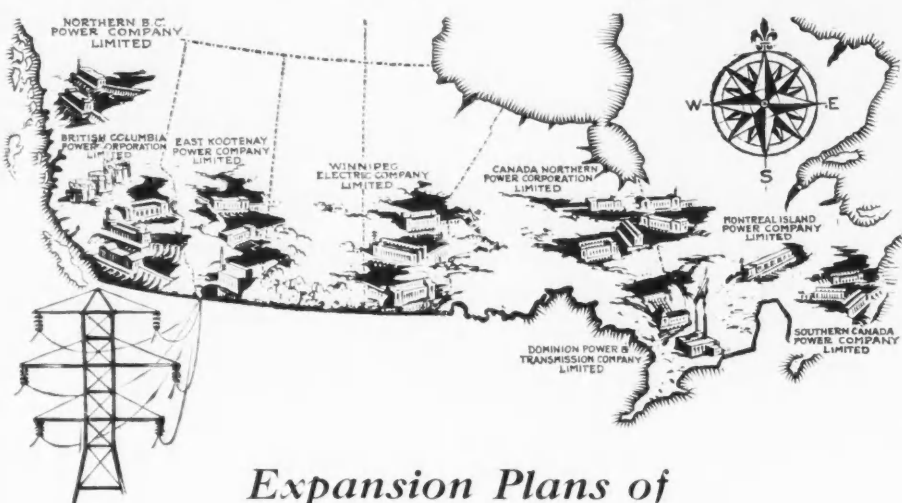 NORTHERN B.C.
POWER COMPANY
LIMITED
BRITISH COLUMBIA
POWER CORPORATION
LIMITED
EAST KOOTENAY
POWER COMPANY
LIMITED
WINNIPEG
ELECTRIC COMPANY
LIMITED
CANADA NORTHERN
POWER CORPORATION
LIMITED
W E
S
MONTREAL ISLAND
POWER COMPANY
LIMITED
DOMINION POWER &
TRANSMISSION COMPANY
LIMITED
SOUTHERN CANADA
POWER COMPANY
LIMITED
Expansion Plans of